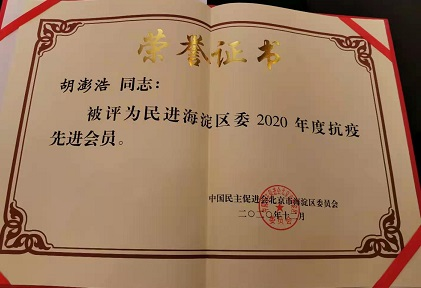 荣誉证书
胡澎浩 同志：
被评为民进海淀区委 2020 年度抗疫
先进会员。
中国民主促进会北京市海淀区委员会
二〇二〇年十二月